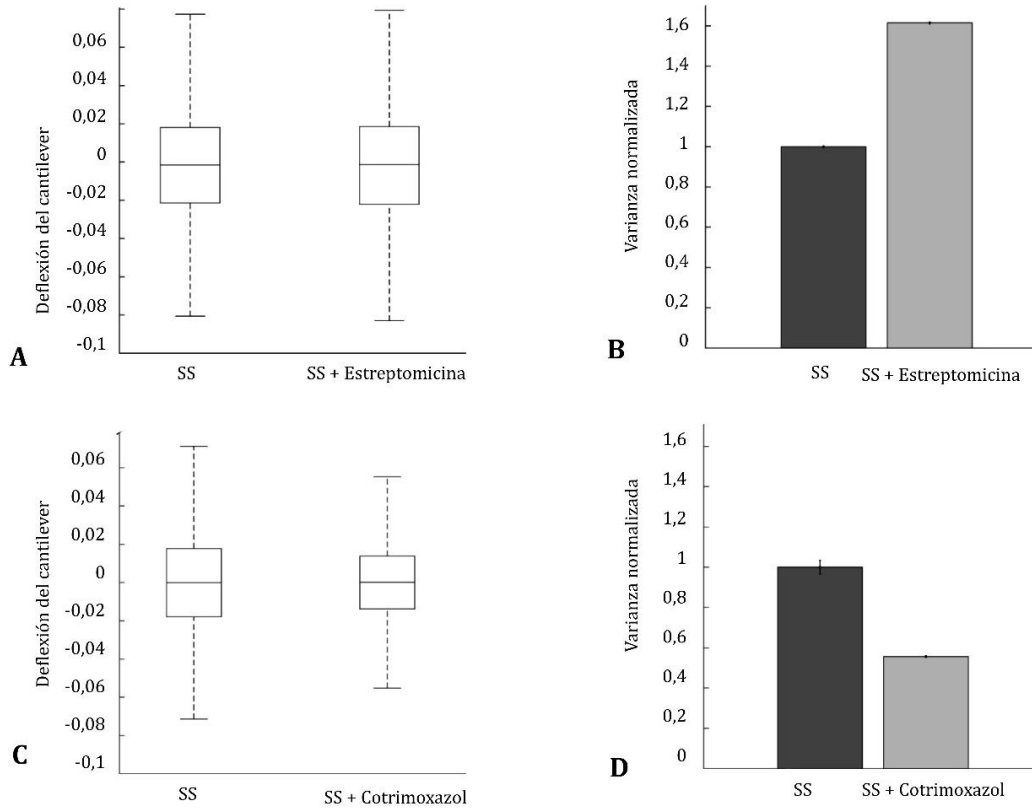 0,06
0,04
0,02
0
-0,02
-0,04
-0,06
-0,08
-0,1
Deflexión del cantilever
A
SS
SS + Estreptomicina
1,6
1,4
1,2
1
0,8
0,6
0,4
0,2
0
Varianza normalizada
B
SS
SS + Estreptomicina
0,06
0,04
0,02
0
-0,02
-0,04
-0,06
-0,08
-0,1
Deflexión del cantilever
C
SS
SS + Cotrimoxazol
1,6
1,4
1,2
1
0,8
0,6
0,4
0,2
0
Varianza normalizada
D
SS
SS + Cotrimoxazol